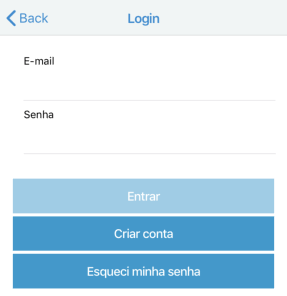 Back Login
E-mail
Senha
Entrar
Criar conta
Esqueci minha senha